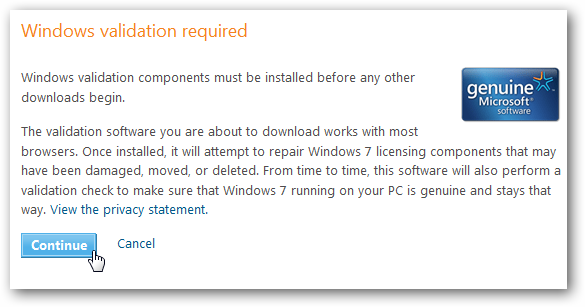 Windows validation required
Windows validation components must be installed before any other
downloads begin.
genuine
Microsoft
software
The validation software you are about to download works with most
browsers. Once installed, it will attempt to repair Windows 7 licensing components that may
have been damaged, moved, or deleted. From time to time, this software will also perform a
validation check to make sure that Windows 7 running on your PC is genuine and stays that
way. View the privacy statement.
Continue Cancel